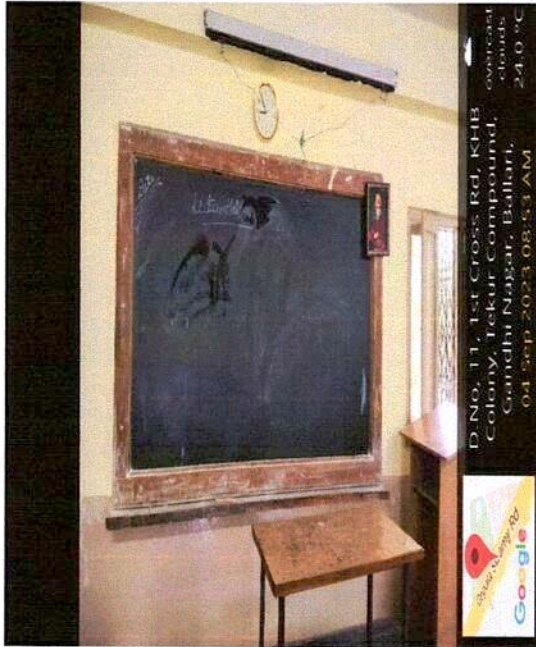 D.No, 11, 1st Cross Rd, KHB
Colony, Tekur Compound,
Gandhi Nagar, Ballari,
04 Sep 2023 08:53 AM
overcast
clouds
24.0 °C
Google